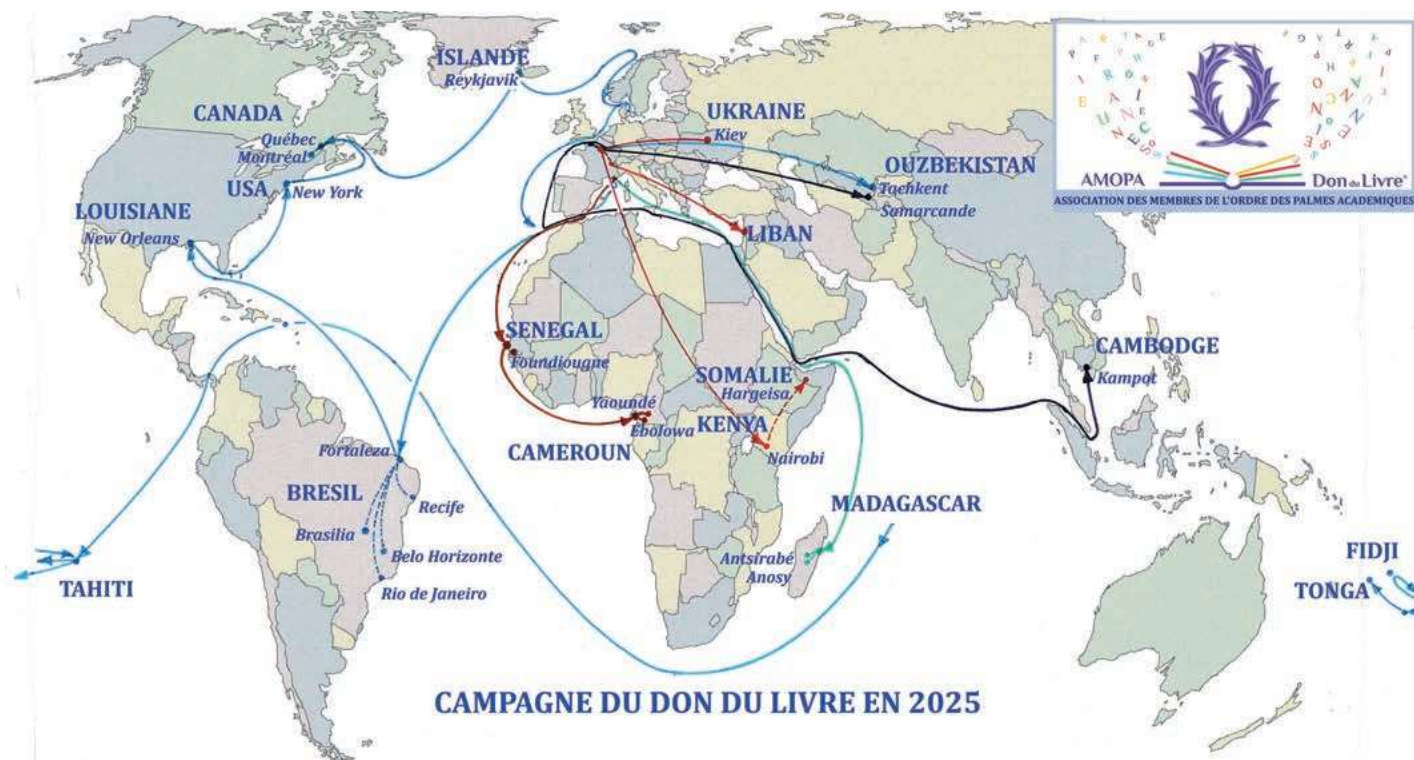 ISLANDE
Reykjavik
CANADA
Québec
Montréal
USA
New York
LOUISIANE
New Orleans
UKRAINE
Kiev
OUZBEKISTAN
Tachkent
Samarcande
LIBAN
SENEGAL
Foundiougne
SOMALIE
Hargeisa
Yaoundé
Ebolowa
KENYA
CAMEROUN
Nairobi
CAMBODGE
Kampot
Fortaleza
BRESIL
Recife
Brasilia
Belo Horizonte
Rio de Janeiro
MADAGASCAR
Antsirabé
Anosy
TAHITI
FIDJI
TONGA
CAMPAGNE DU DON DU LIVRE EN 2025
AMOPA
Don du Livre®
ASSOCIATION DES MEMBRES DE L'ORDRE DES PALMES ACADEMIQUES